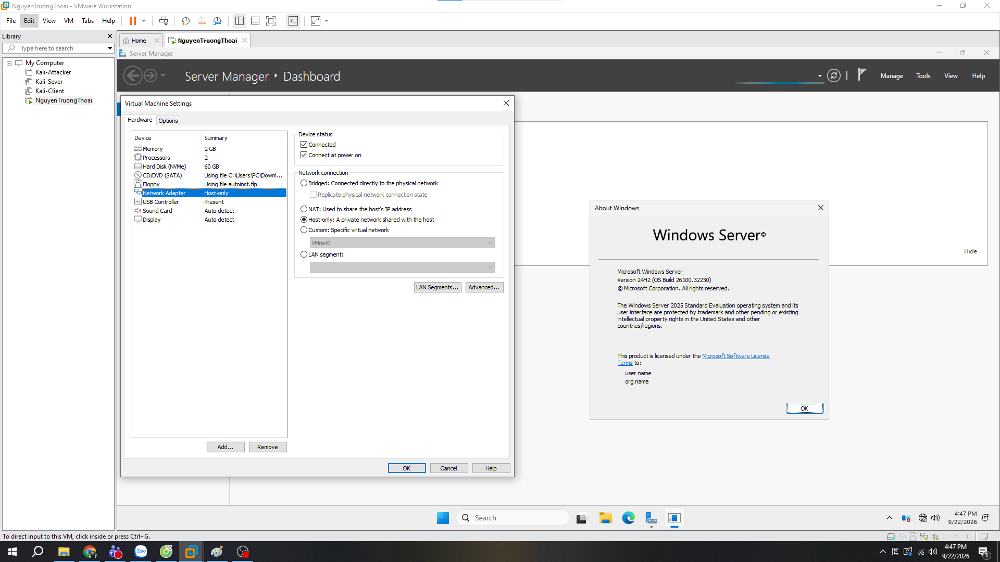 NguyenTruongThoai - VMware Workstation
File Edit View VM Tabs Help
Library
Type here to search
My Computer
Kali-Attacker
Kali-Sever
Kali-Client
NguyenTruongThoai
Home
NguyenTruongThoai
Server Manager
Server Manager • Dashboard
Manage Tools View Help
Virtual Machine Settings
Hardware Options
Device Summary
Memory 2 GB
Processors 2
Hard Disk (NVMe) 60 GB
CD/DVD (SATA) Using file C:\Users\PC\Downl...
Floppy Using file autoinst.flp
Network Adapter Host-only
USB Controller Present
Sound Card Auto detect
Display Auto detect
Device status
Connected
Connect at power on
Network connection
Bridged: Connected directly to the physical network
Replicate physical network connection state
NAT: Used to share the host's IP address
Host-only: A private network shared with the host
Custom: Specific virtual network
VMnet0
LAN segment:
LAN Segments... Advanced...
Add... Remove
OK Cancel Help
Hide
About Windows
Windows Server©
Microsoft Windows Server
Version 24H2 (OS Build 26100.32230)
© Microsoft Corporation. All rights reserved.
The Windows Server 2025 Standard Evaluation operating system and its
user interface are protected by trademark and other pending or existing
intellectual property rights in the United States and other
countries/regions.
This product is licensed under the Microsoft Software License
Terms to:
user name
org name
OK
Search
4:47 PM
9/22/2026
To direct input to this VM, click inside or press Ctrl+G.
Zalo
E
4:47 PM
9/22/2026
1